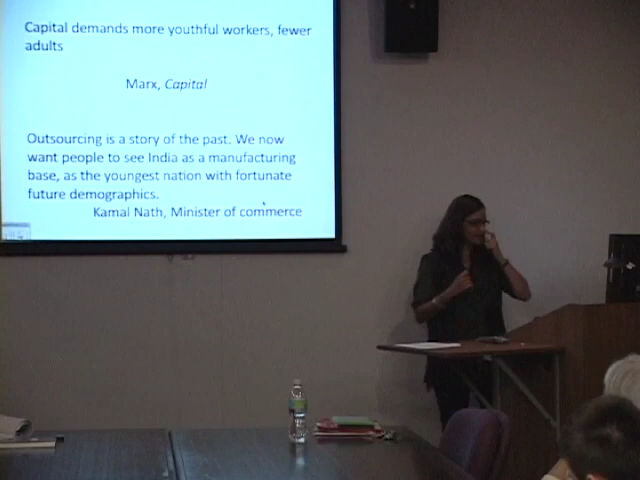 Capital demands more youthful workers, fewer
adults
Marx, Capital
Outsourcing is a story of the past. We now
want people to see India as a manufacturing
base, as the youngest nation with fortunate
future demographics.
Kamal Nath, Minister of commerce